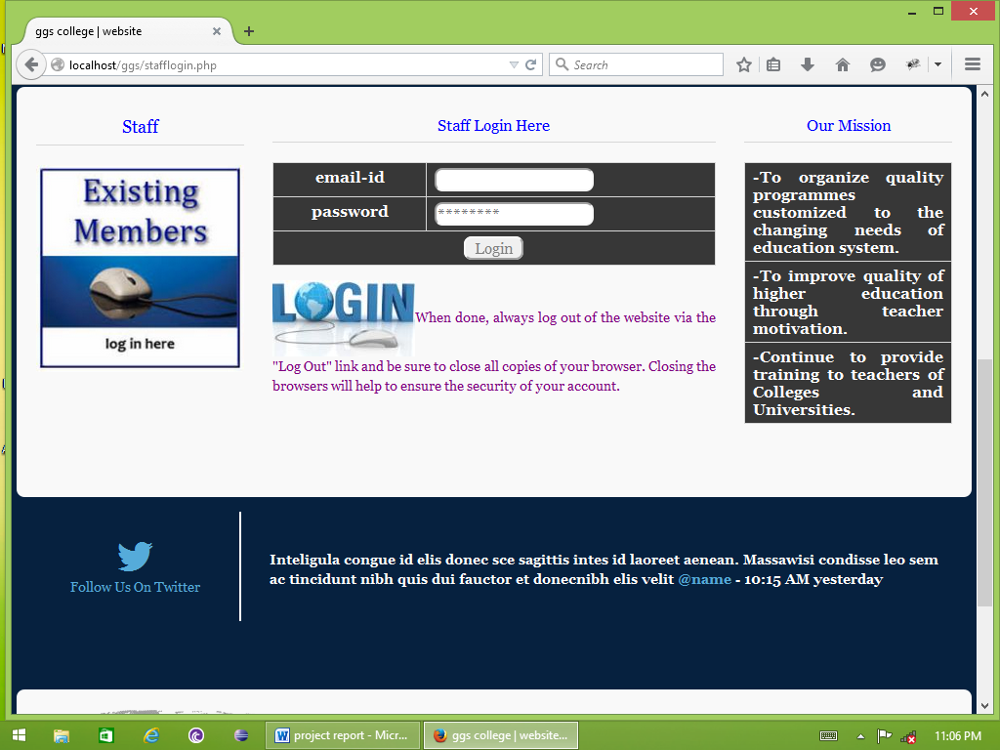 ggs college | website
localhost/ggs/stafflogin.php
Search
Staff
Existing
Members
log in here
Staff Login Here
email-id
password
********
Login
LOGIN
When done, always log out of the website via the
"Log Out" link and be sure to close all copies of your browser. Closing the
browsers will help to ensure the security of your account.
Our Mission
-To organize quality
programmes
customized to the
changing needs of
education system.
-To improve quality of
higher education
through teacher
motivation.
-Continue to provide
training to teachers of
Colleges and
Universities.
Follow Us On Twitter
Inteligula congue id elis donec sce sagittis intes id laoreet aenean. Massawisi condisse leo sem
ac tincidunt nibh quis dui fauctor et donecnibh elis velit @name - 10:15 AM yesterday
project report - Micr...
ggs college | website...
11:06 PM